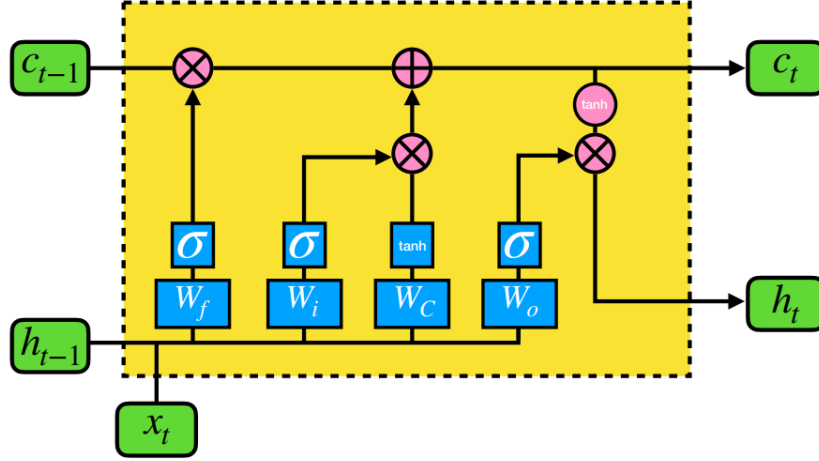 c_{t−1}
c_t
tanh
σ
σ
tanh
σ
W_f
W_i
W_C
W_o
h_{t−1}
h_t
x_t